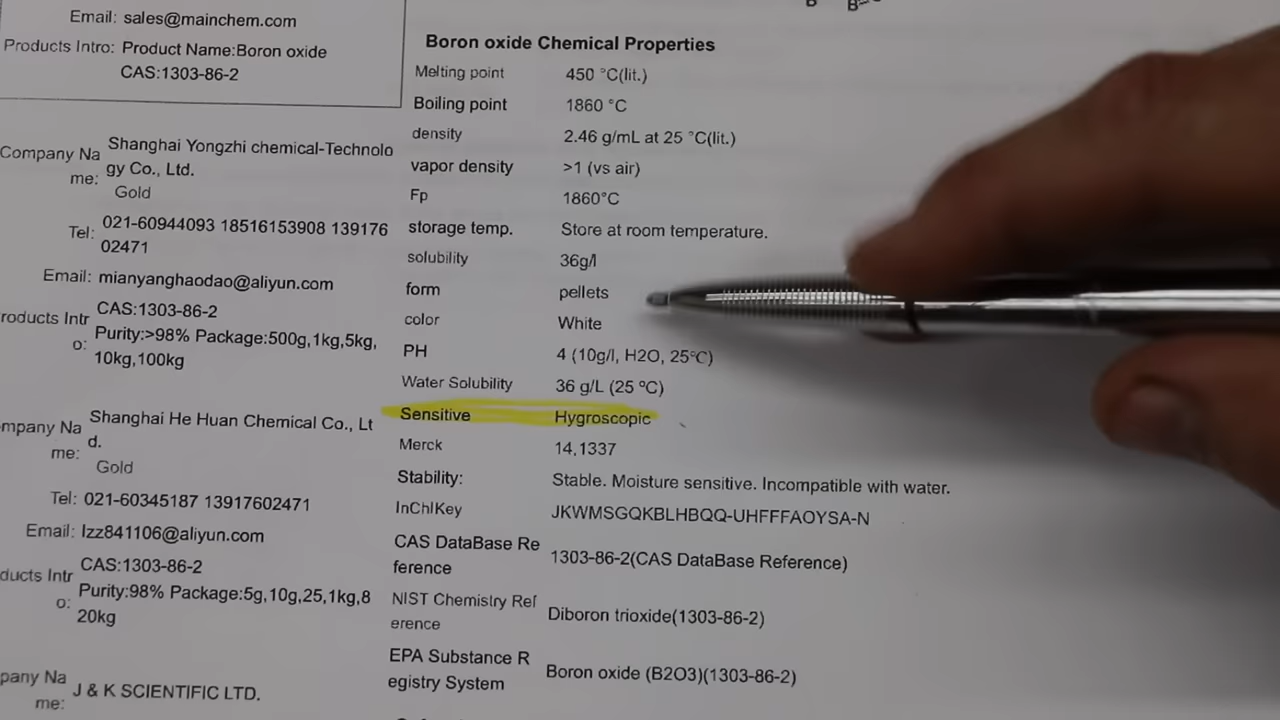 Email: sales@mainchem.com
Products Intro: Product Name:Boron oxide
CAS:1303-86-2
Company Na
me:
Shanghai Yongzhi chemical-Technolo
gy Co., Ltd.
Gold
Tel: 021-60944093 18516153908 139176
02471
Email: mianyanghaodao@aliyun.com
roducts Intr
o:
CAS:1303-86-2
Purity:>98% Package:500g,1kg,5kg,
10kg,100kg
mpany Na
me:
Shanghai He Huan Chemical Co., Lt
d.
Gold
Tel: 021-60345187 13917602471
Email: lzz841106@aliyun.com
ducts Intr
o:
CAS:1303-86-2
Purity:98% Package:5g,10g,25,1kg,8
20kg
pany Na
me:
J & K SCIENTIFIC LTD.
B B
Boron oxide Chemical Properties
Melting point 450 °C(lit.)
Boiling point 1860 °C
density 2.46 g/mL at 25 °C(lit.)
vapor density >1 (vs air)
Fp 1860°C
storage temp. Store at room temperature.
solubility 36g/l
form pellets
color White
PH 4 (10g/l, H2O, 25℃)
Water Solubility 36 g/L (25 ºC)
Sensitive Hygroscopic
Merck 14,1337
Stability: Stable. Moisture sensitive. Incompatible with water.
InChIKey JKWMSGQKBLHBQQ-UHFFFAOYSA-N
CAS DataBase Re
ference
1303-86-2(CAS DataBase Reference)
NIST Chemistry Ref
erence
Diboron trioxide(1303-86-2)
EPA Substance R
egistry System
Boron oxide (B2O3)(1303-86-2)